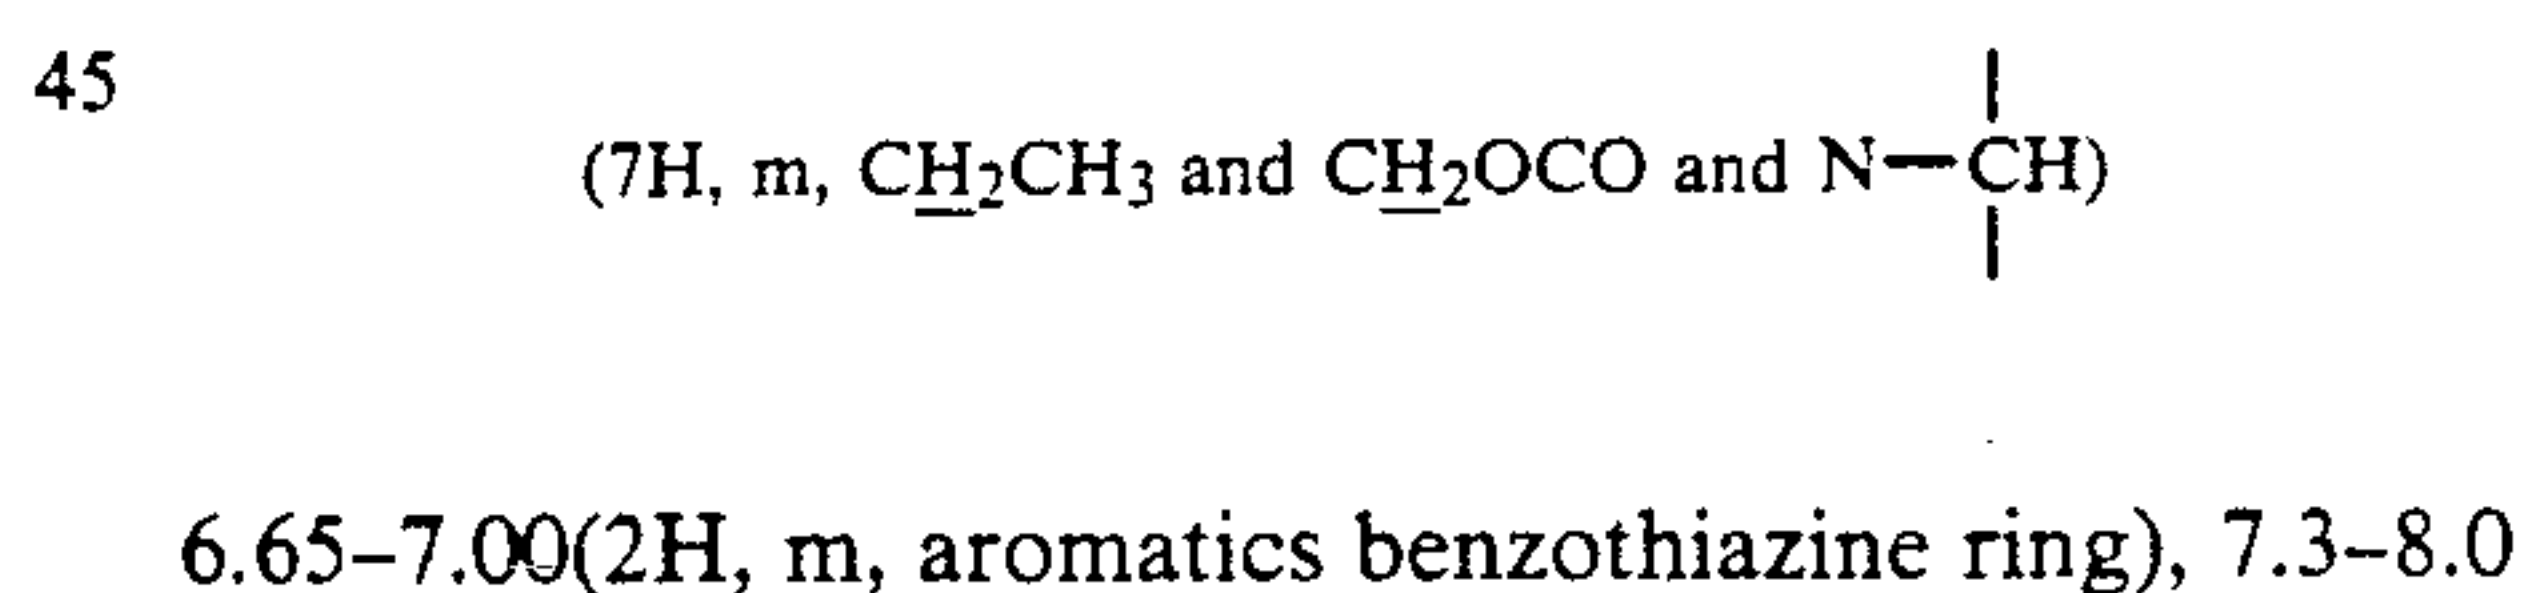 45
(7H, m, CH₂CH₃ and CH₂OCO and N—CH)
6.65–7.00(2H, m, aromatics benzothiazine ring), 7.3–8.0